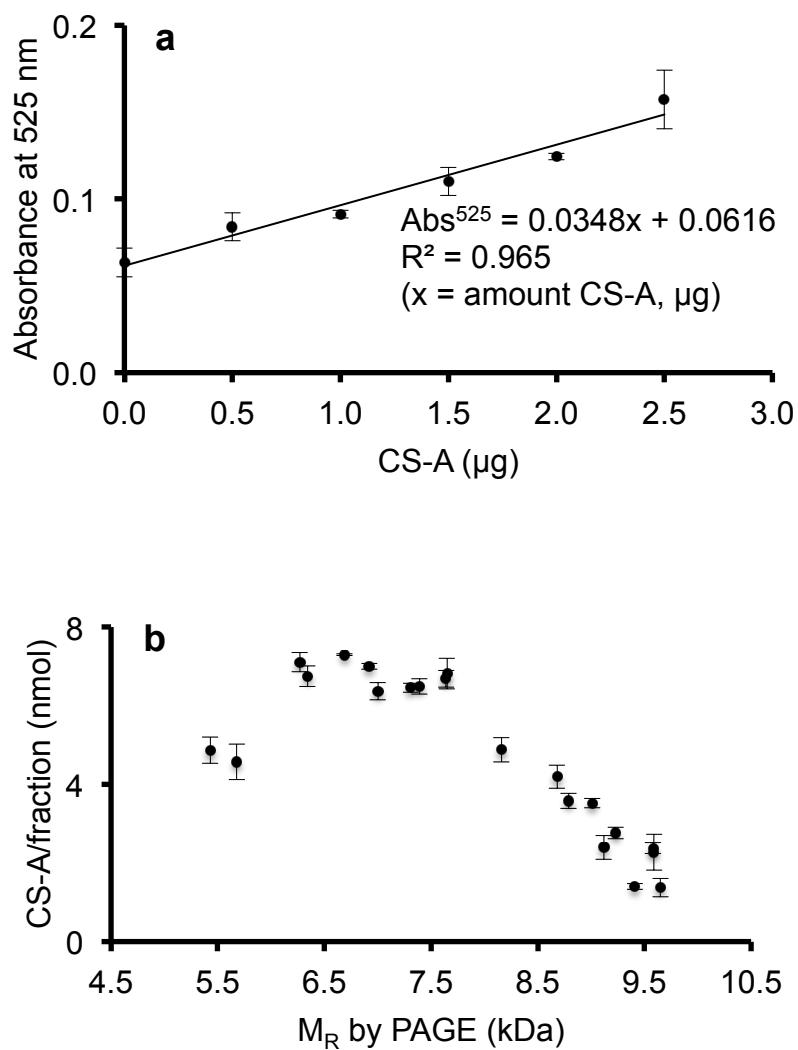 a
0.2
0.1
0.0
Absorbance at 525 nm
Abs⁵²⁵ = 0.0348x + 0.0616
R² = 0.965
(x = amount CS-A, µg)
0.0 0.5 1.0 1.5 2.0 2.5 3.0
CS-A (µg)
b
8
4
0
CS-A/fraction (nmol)
4.5 5.5 6.5 7.5 8.5 9.5 10.5
M_R by PAGE (kDa)